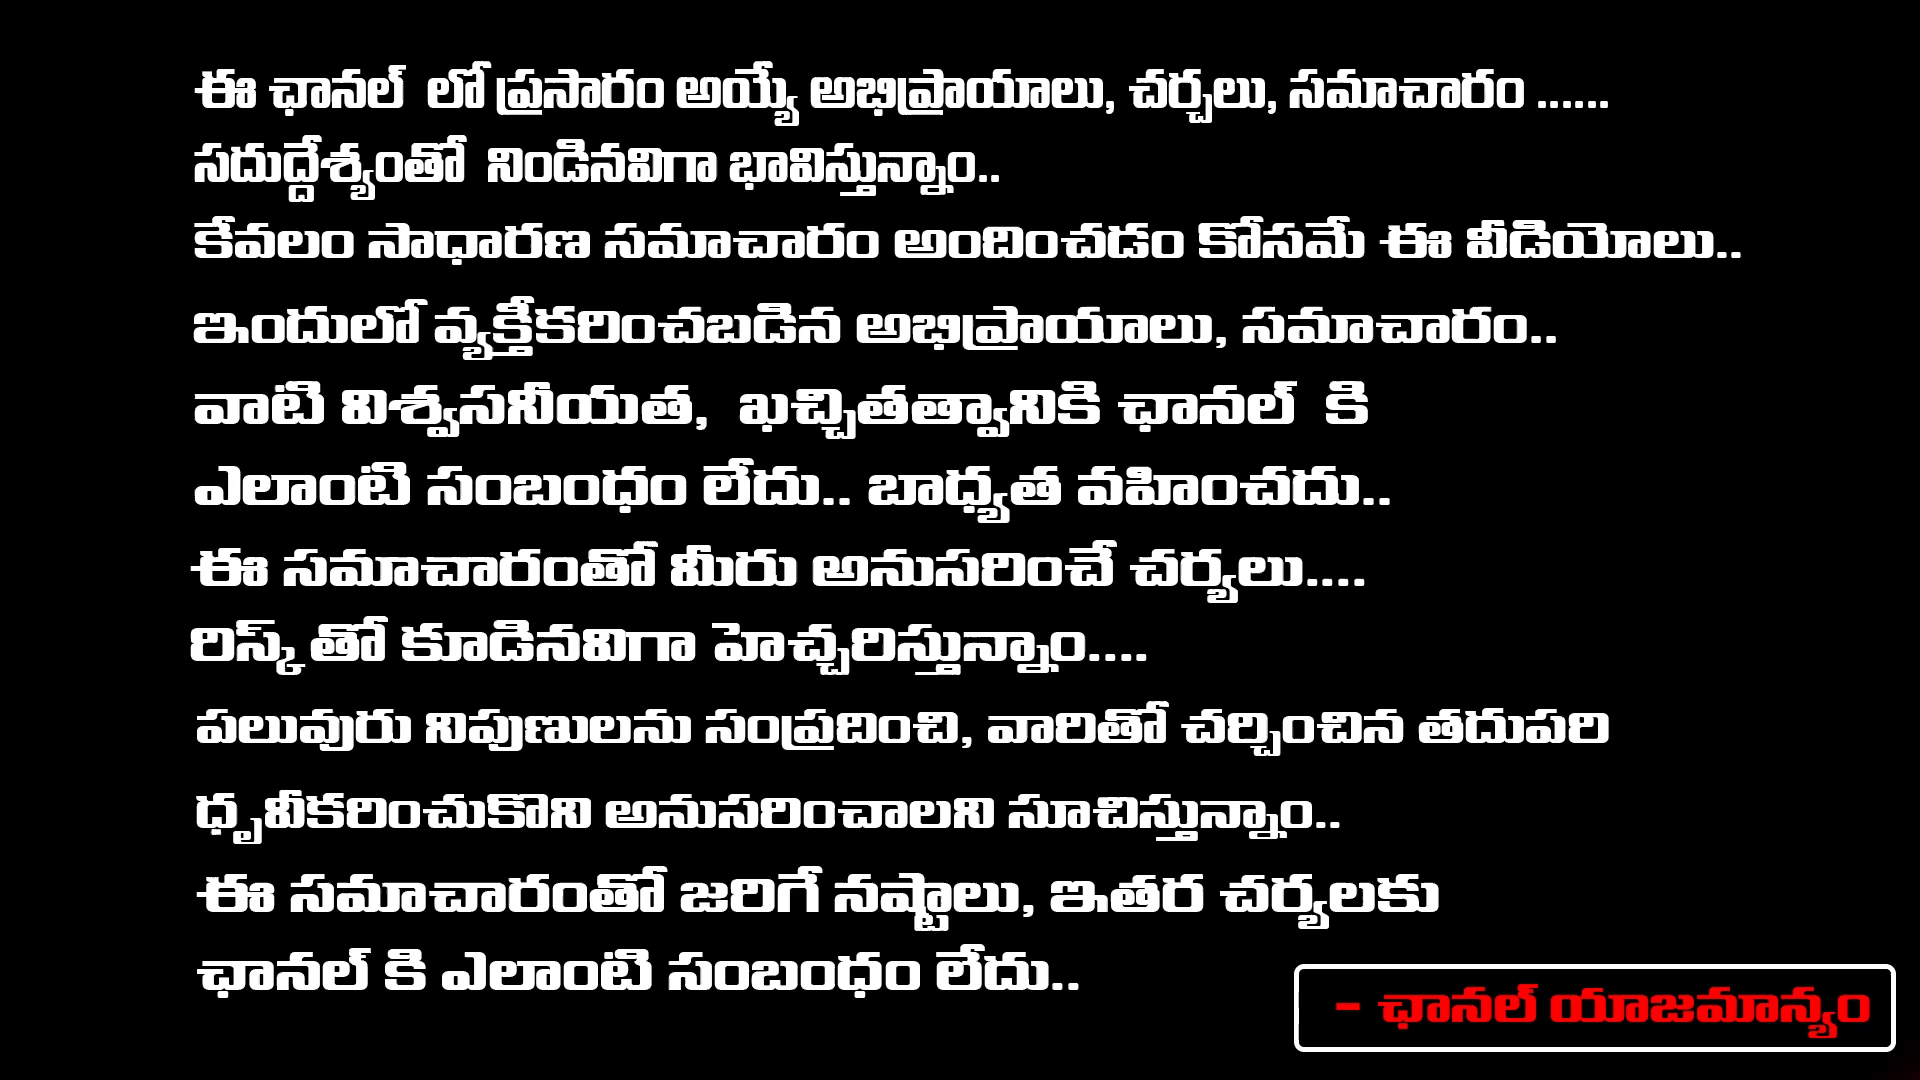 ఈ ఛానల్ లో ప్రసారం అయ్యే అభిప్రాయాలు, చర్చలు, సమాచారం ......
సదుద్దేశ్యంతో నిండినవిగా భావిస్తున్నాం..
కేవలం సాధారణ సమాచారం అందించడం కోసమే ఈ వీడియోలు..
ఇందులో వ్యక్తీకరించబడిన అభిప్రాయాలు, సమాచారం..
వాటి విశ్వసనీయత, ఖచ్చితత్వానికి ఛానల్ కి
ఎలాంటి సంబంధం లేదు.. బాధ్యత వహించదు..
ఈ సమాచారంతో మీరు అనుసరించే చర్యలు....
రిస్క్ తో కూడినవిగా హెచ్చరిస్తున్నాం....
పలువురు నిపుణులను సంప్రదించి, వారితో చర్చించిన తదుపరి
ధృవీకరించుకొని అనుసరించాలని సూచిస్తున్నాం..
ఈ సమాచారంతో జరిగే నష్టాలు, ఇతర చర్యలకు
ఛానల్ కి ఎలాంటి సంబంధం లేదు..
- ఛానల్ యాజమాన్యం